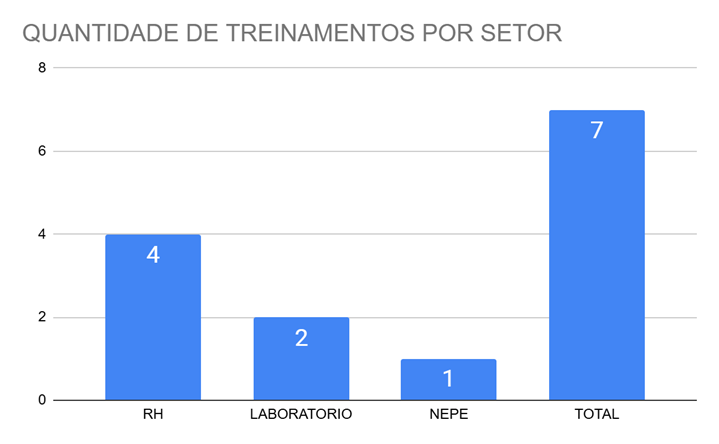 QUANTIDADE DE TREINAMENTOS POR SETOR
8
6
4
2
0
4
2
1
7
RH
LABORATORIO
NEPE
TOTAL